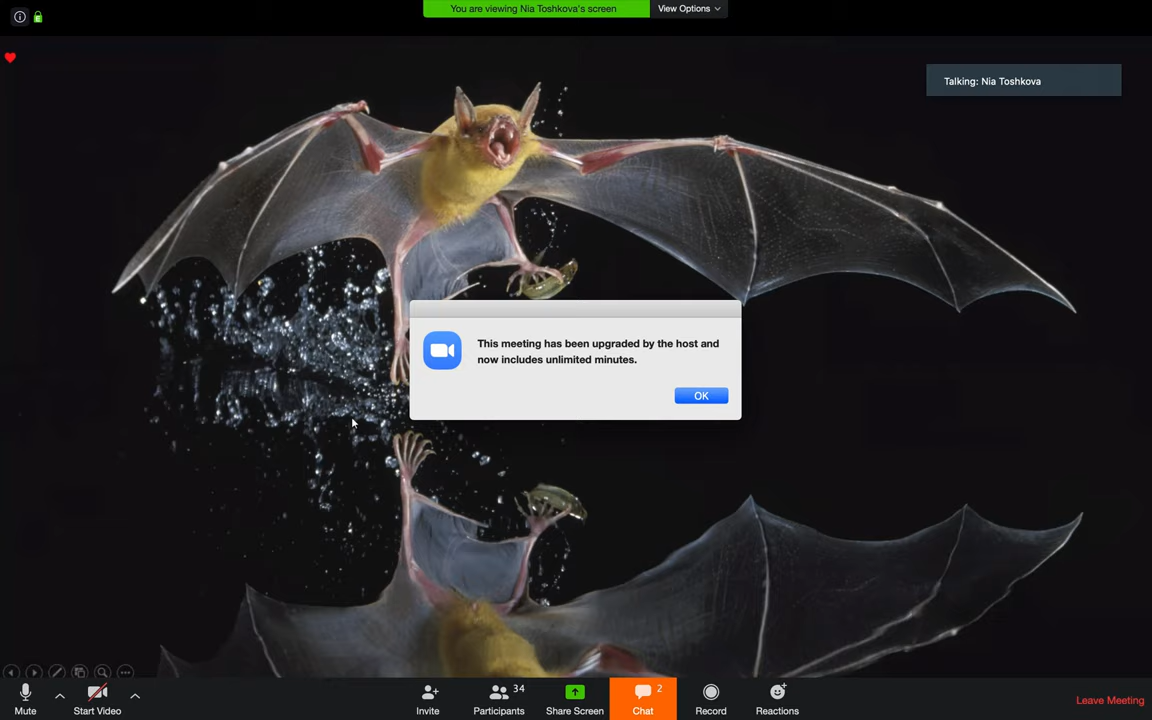 You are viewing Nia Toshkova's screen
View Options
Talking: Nia Toshkova
This meeting has been upgraded by the host and
now includes unlimited minutes.
OK
Mute
Start Video
Invite
34
Participants
Share Screen
2
Chat
Record
Reactions
Leave Meeting